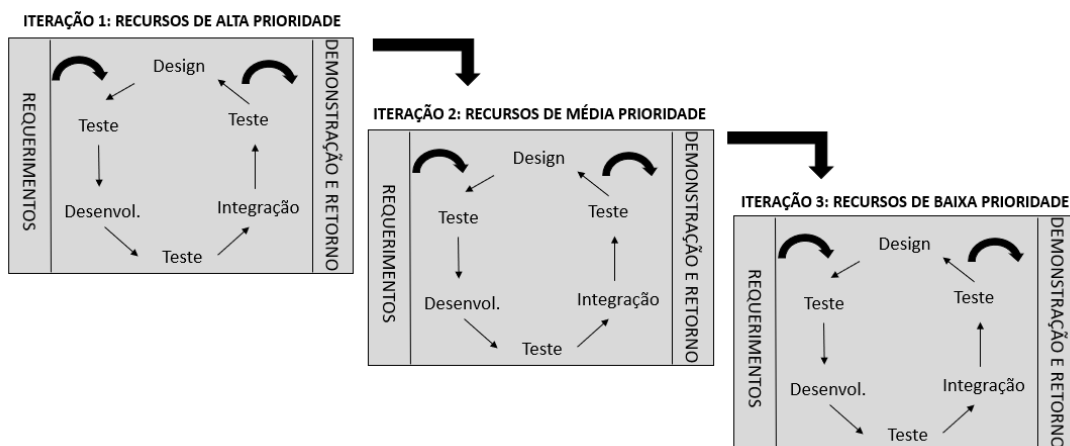 ITERAÇÃO 1: RECURSOS DE ALTA PRIORIDADE
REQUERIMENTOS
Design
Teste
Teste
Desenvol.
Integração
Teste
DEMONSTRAÇÃO E RETORNO
ITERAÇÃO 2: RECURSOS DE MÉDIA PRIORIDADE
REQUERIMENTOS
Design
Teste
Teste
Desenvol.
Integração
Teste
DEMONSTRAÇÃO E RETORNO
ITERAÇÃO 3: RECURSOS DE BAIXA PRIORIDADE
REQUERIMENTOS
Design
Teste
Teste
Desenvol.
Integração
Teste
DEMONSTRAÇÃO E RETORNO